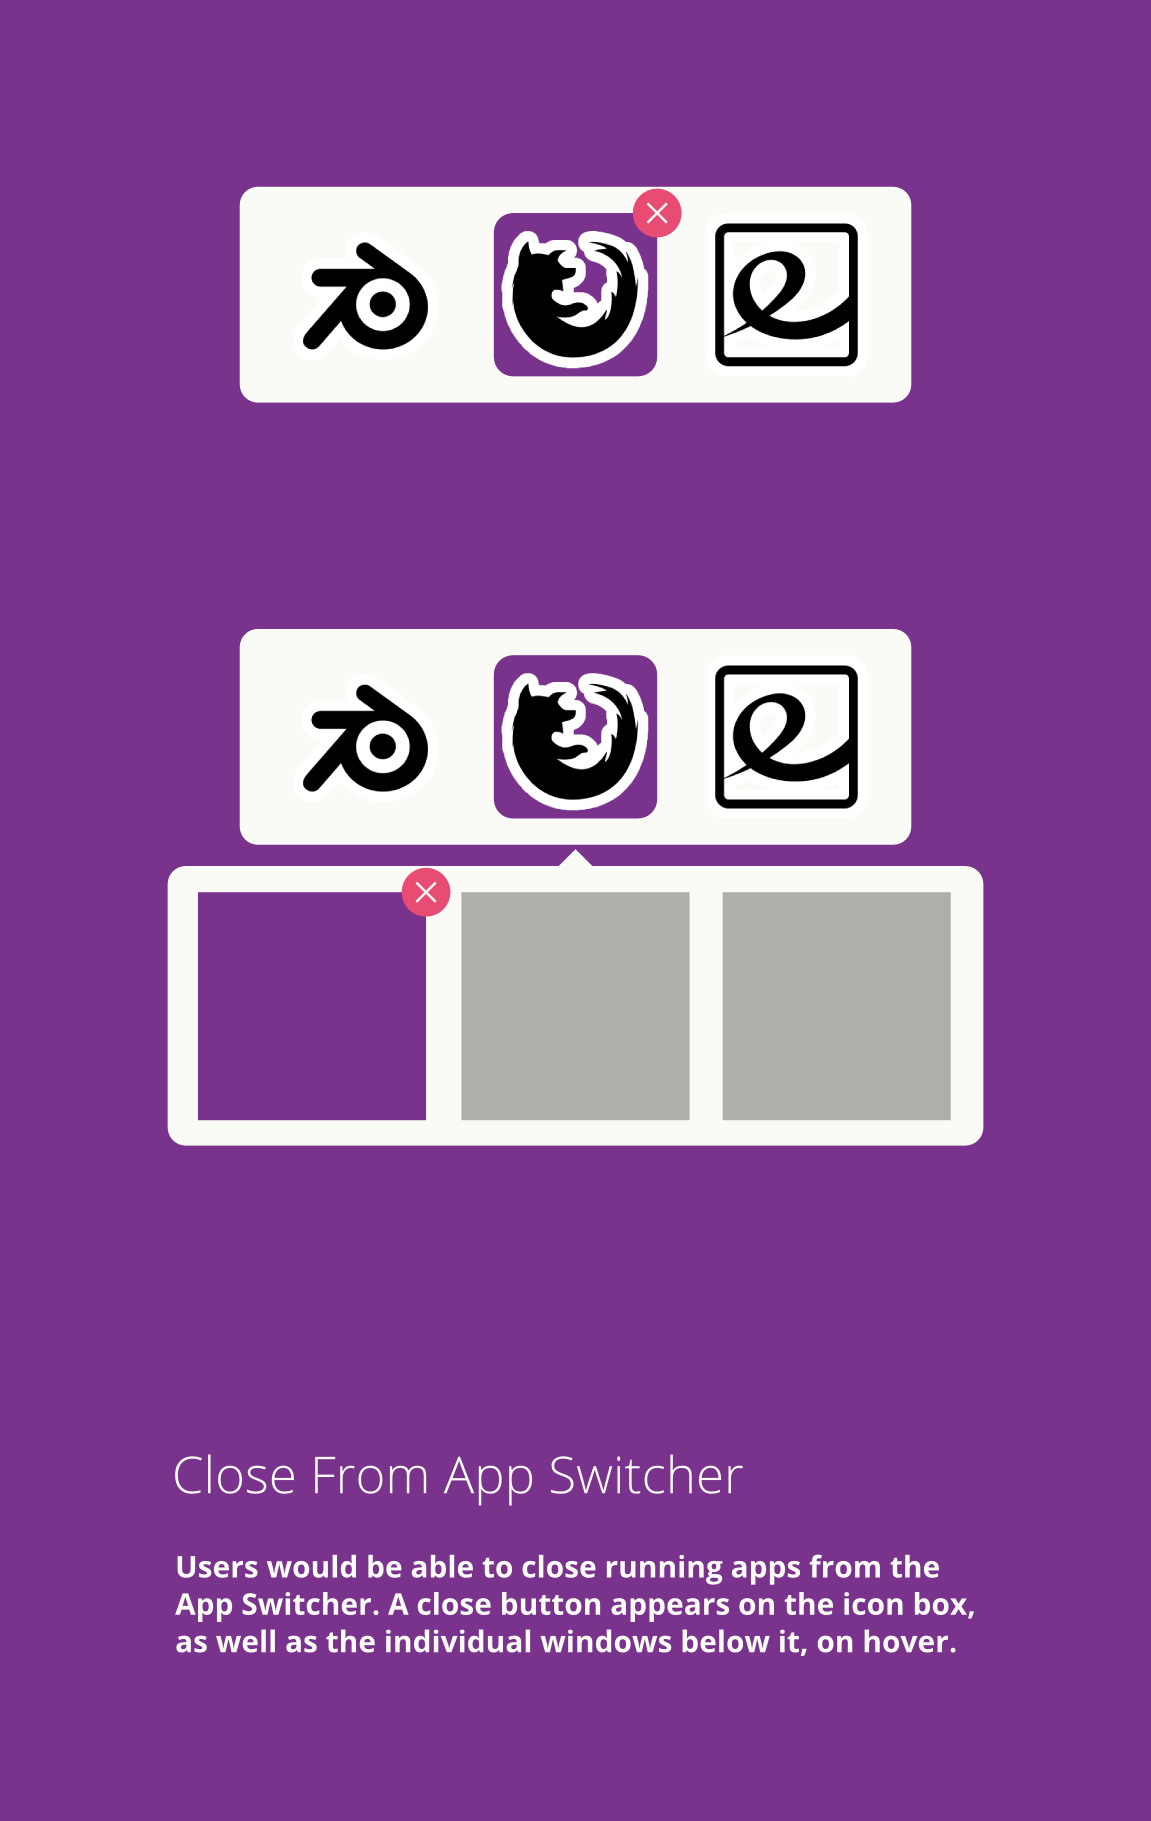 Close From App Switcher
Users would be able to close running apps from the
App Switcher. A close button appears on the icon box,
as well as the individual windows below it, on hover.